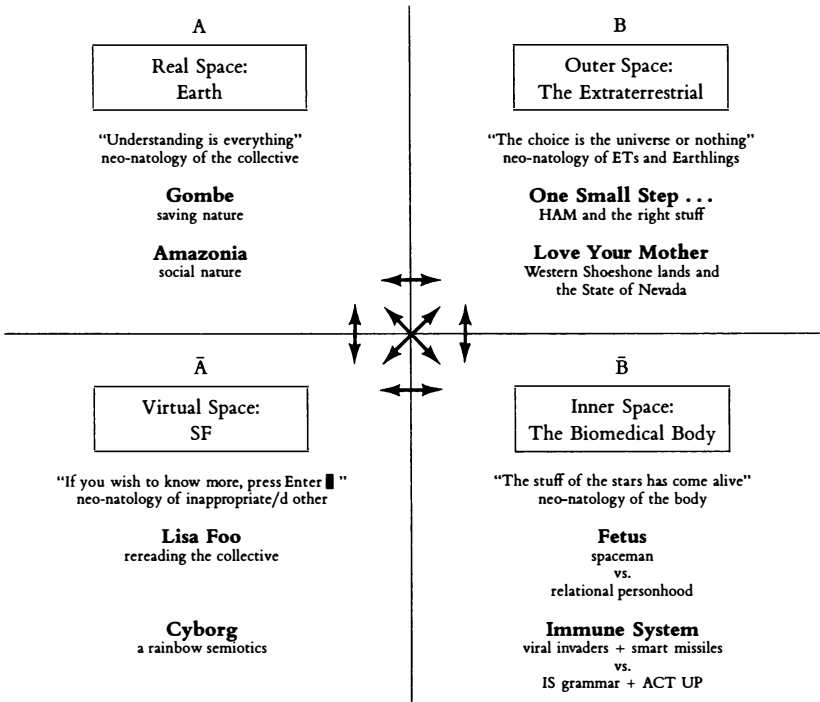 A
Real Space:
Earth
“Understanding is everything”
neo-natology of the collective
Gombe
saving nature
Amazonia
social nature
B
Outer Space:
The Extraterrestrial
“The choice is the universe or nothing”
neo-natology of ETs and Earthlings
One Small Step . . .
HAM and the right stuff
Love Your Mother
Western Shoeshone lands and
the State of Nevada
Ā
Virtual Space:
SF
“If you wish to know more, press Enter ▮ ”
neo-natology of inappropriate/d other
Lisa Foo
rereading the collective
Cyborg
a rainbow semiotics
B̄
Inner Space:
The Biomedical Body
“The stuff of the stars has come alive”
neo-natology of the body
Fetus
spaceman
vs.
relational personhood
Immune System
viral invaders + smart missiles
vs.
IS grammar + ACT UP